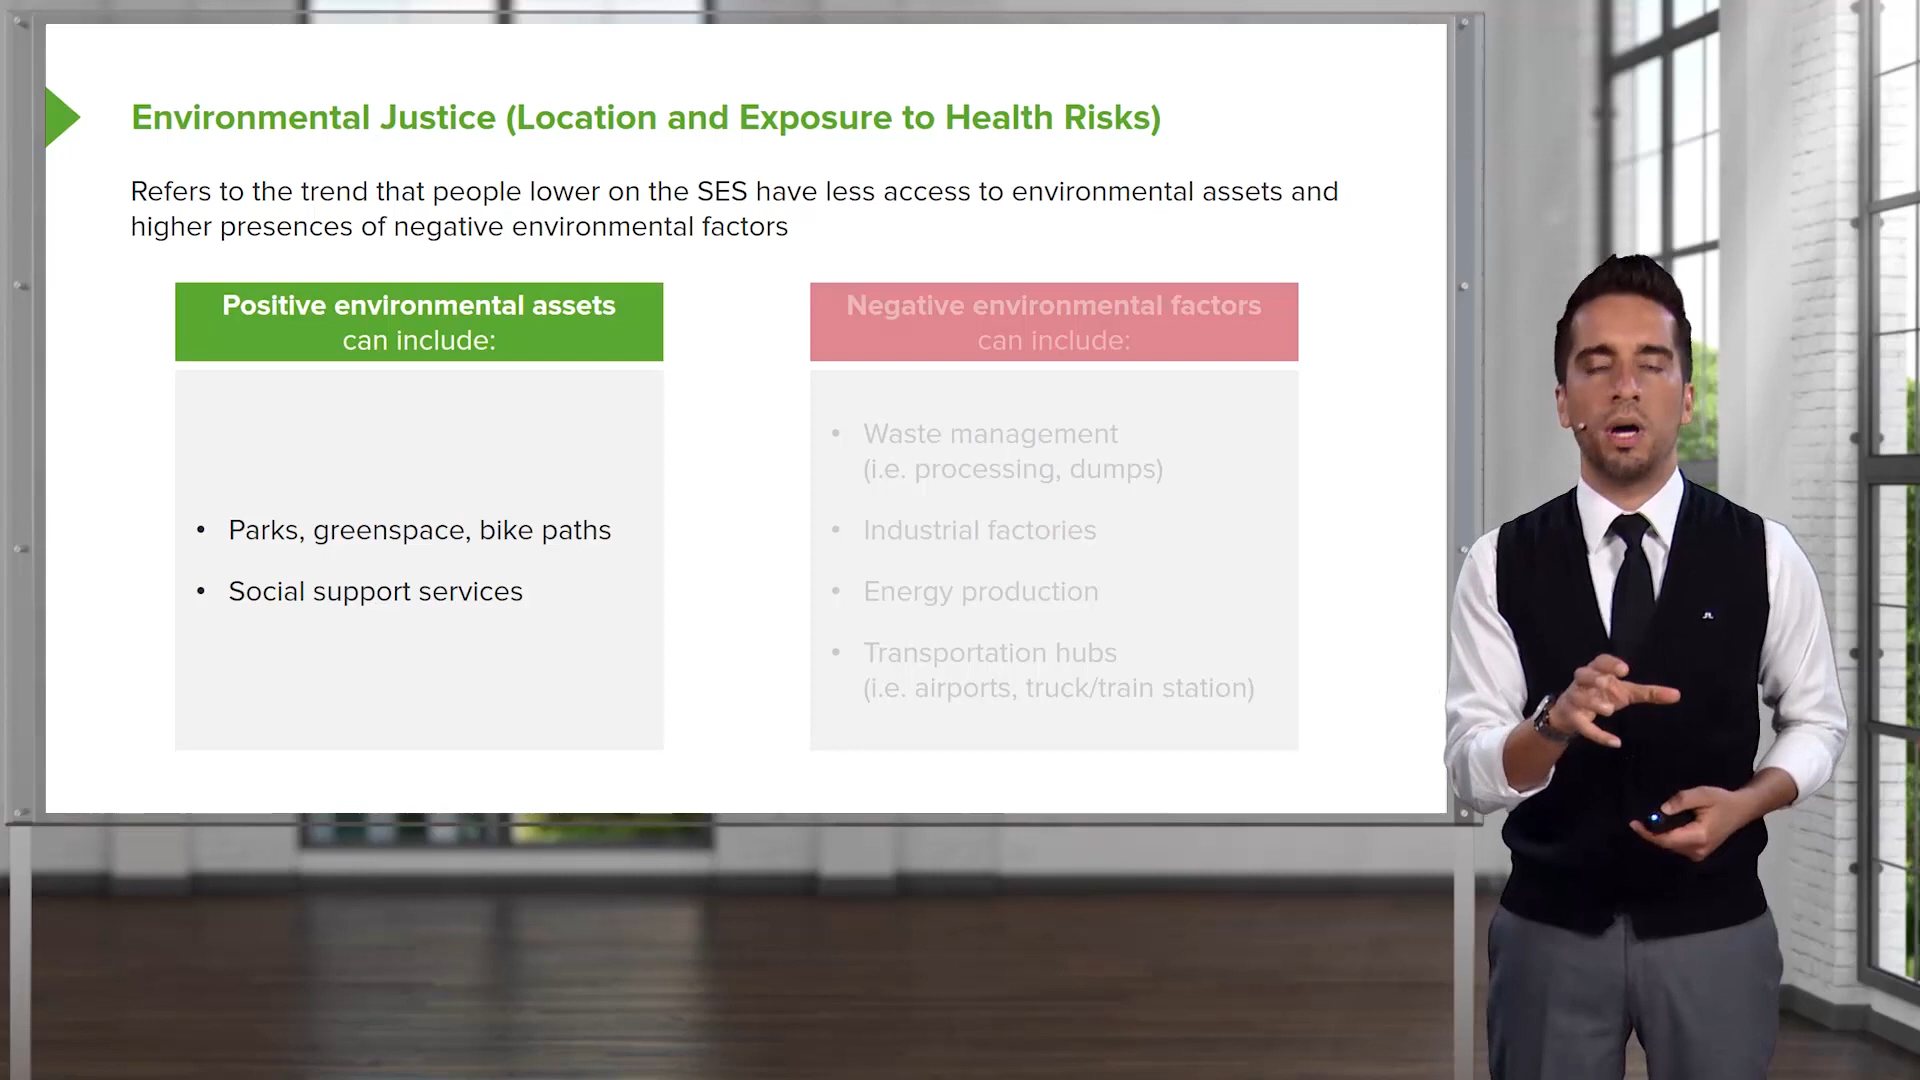 Environmental Justice (Location and Exposure to Health Risks)
Refers to the trend that people lower on the SES have less access to environmental assets and
higher presences of negative environmental factors
Positive environmental assets
can include:
• Parks, greenspace, bike paths
• Social support services
Negative environmental factors
can include:
• Waste management
(i.e. processing, dumps)
• Industrial factories
• Energy production
• Transportation hubs
(i.e. airports, truck/train station)